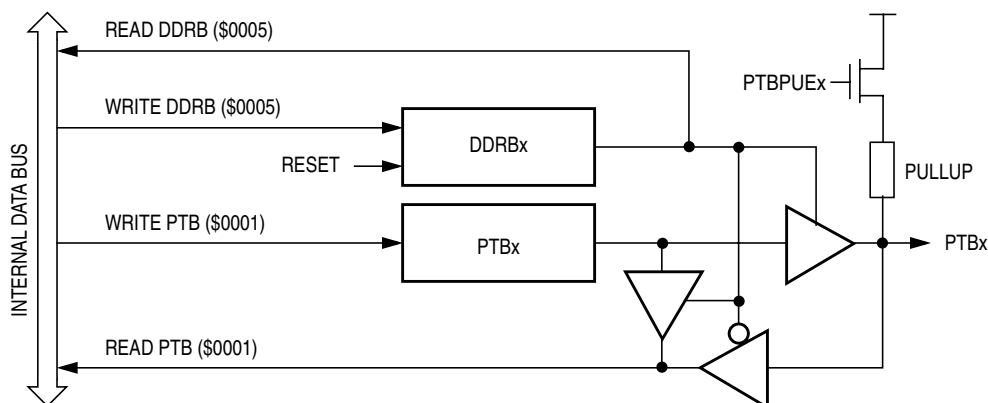 READ DDRB ($0005)
PTBPUEx
WRITE DDRB ($0005)
DDRBx
RESET
PULLUP
WRITE PTB ($0001)
PTBx
PTBx
READ PTB ($0001)
INTERNAL DATA BUS